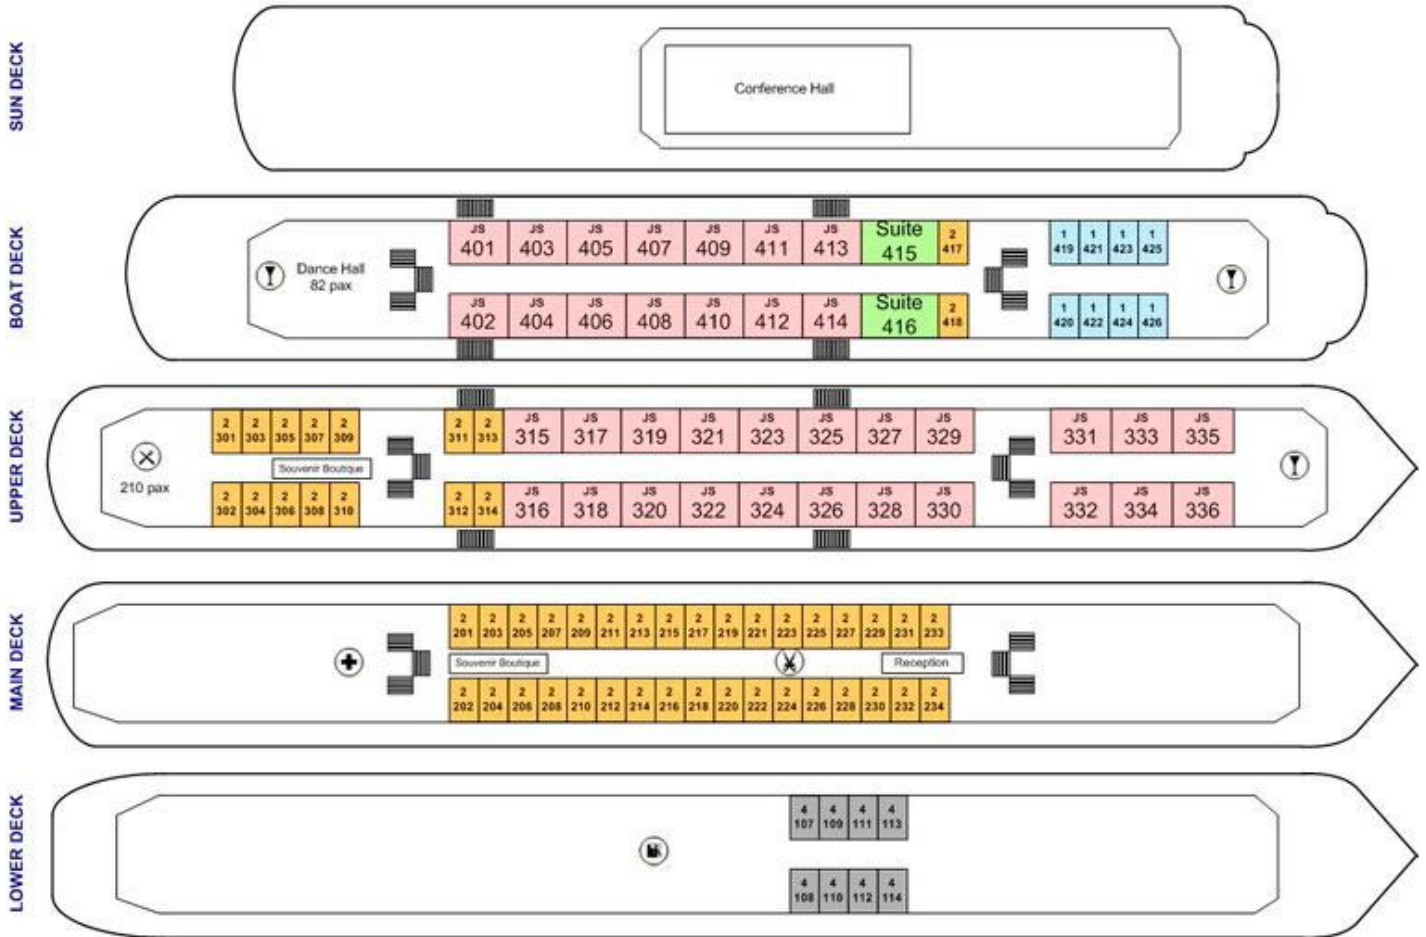 SUN DECK
Conference Hall
BOAT DECK
Dance Hall
82 pax
JS JS JS JS JS JS JS Suite 2 1 1 1 1
401 403 405 407 409 411 413 415 417 419 421 423 425
JS JS JS JS JS JS JS Suite 2 1 1 1 1
402 404 406 408 410 412 414 416 418 420 422 424 426
UPPER DECK
2 2 2 2 2 2 2 JS JS JS JS JS JS JS JS JS JS JS
301 303 305 307 309 311 313 315 317 319 321 323 325 327 329 331 333 335
Souvenir Boutique
210 pax
2 2 2 2 2 2 2 JS JS JS JS JS JS JS JS JS JS JS
302 304 306 308 310 312 314 316 318 320 322 324 326 328 330 332 334 336
MAIN DECK
2 2 2 2 2 2 2 2 2 2 2 2 2 2 2 2 2
201 203 205 207 209 211 213 215 217 219 221 223 225 227 229 231 233
Souvenir Boutique Reception
2 2 2 2 2 2 2 2 2 2 2 2 2 2 2 2 2
202 204 206 208 210 212 214 216 218 220 222 224 226 228 230 232 234
LOWER DECK
4 4 4 4
107 109 111 113
4 4 4 4
108 110 112 114